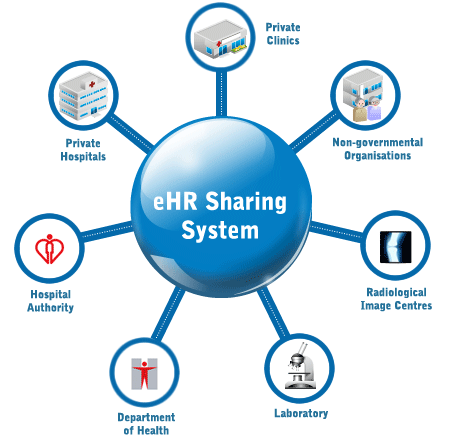 Private
Clinics
Private
Hospitals
Non-governmental
Organisations
eHR Sharing
System
Hospital
Authority
Radiological
Image Centres
Department
of Health
Laboratory